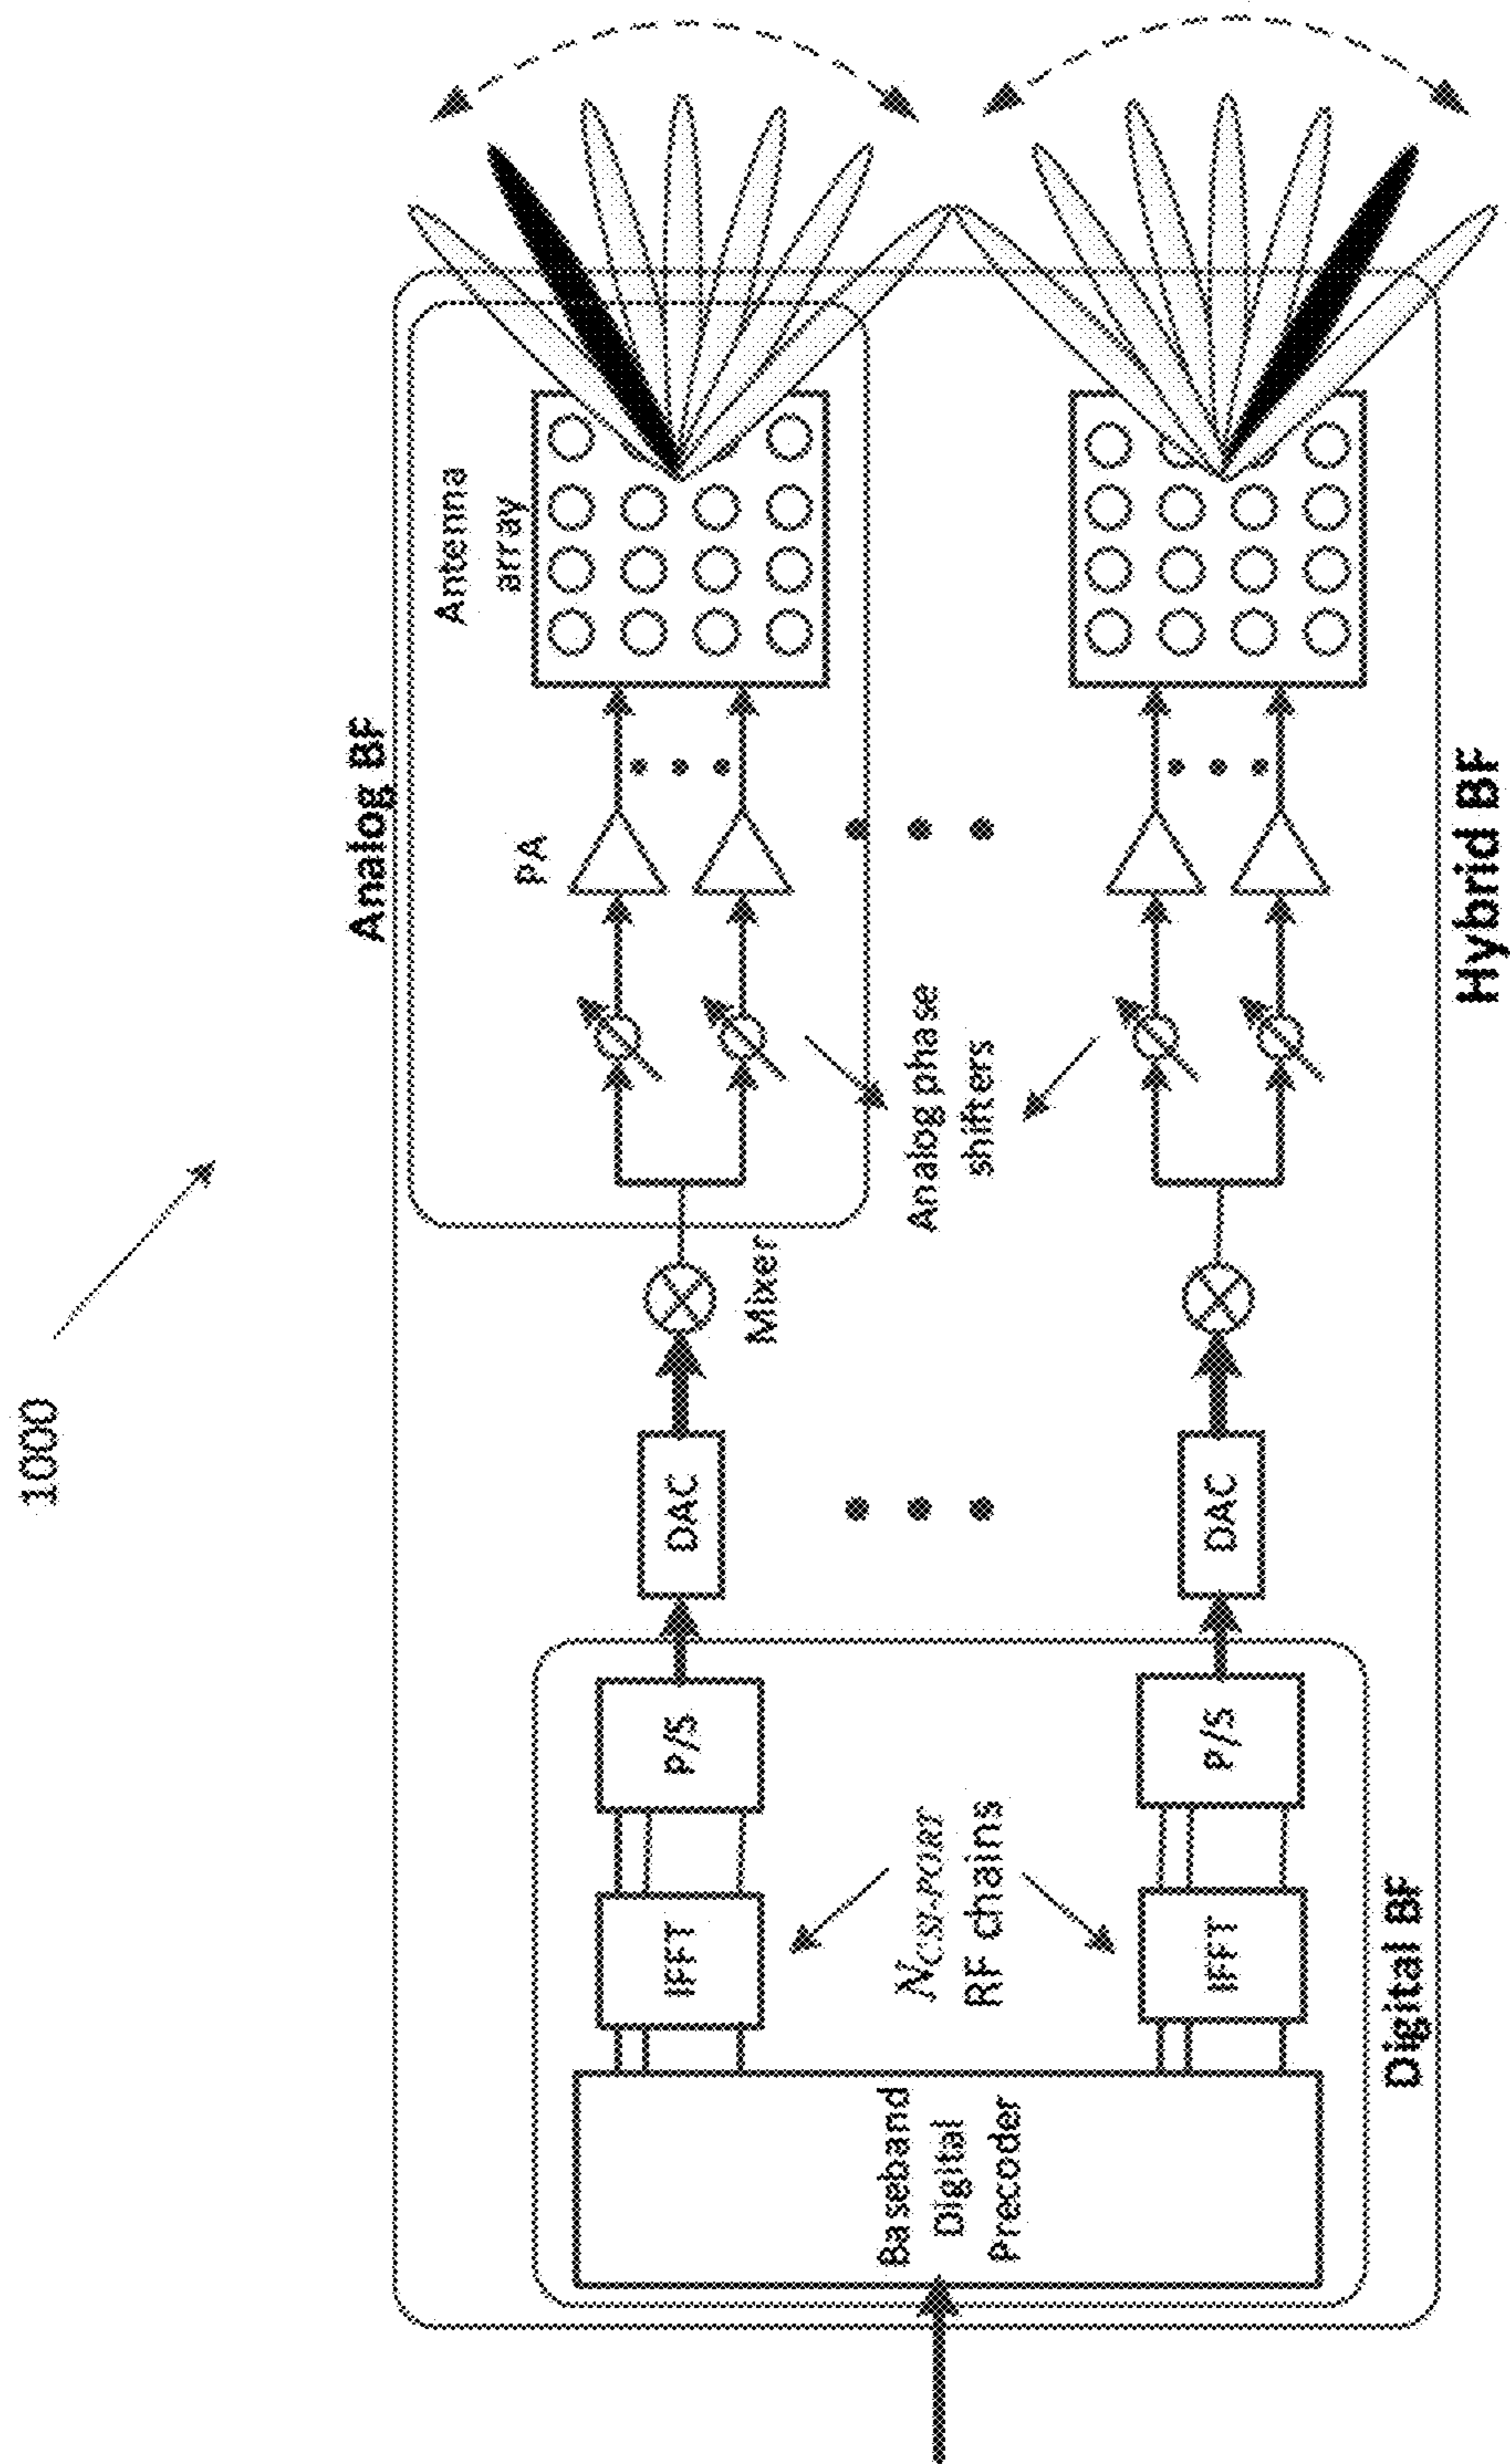 1000
Analog BF
Antenna
array
PA
Mixer
Analog phase
shifters
DAC
DAC
P/S
P/S
IFFT
IFFT
N_CSI-PORT
RF chains
Baseband
Digital
Precoder
Digital BF
Hybrid BF